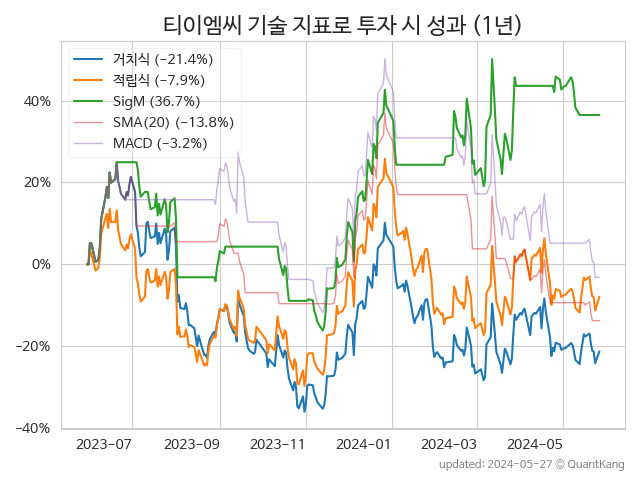 티이엠씨 기술 지표로 투자 시 성과 (1년)
거치식 (−21.4%)
적립식 (−7.9%)
SigM (36.7%)
SMA(20) (−13.8%)
MACD (−3.2%)
40%
20%
0%
−20%
−40%
2023−07 2023−09 2023−11 2024−01 2024−03 2024−05
updated: 2024-05-27 © QuantKang